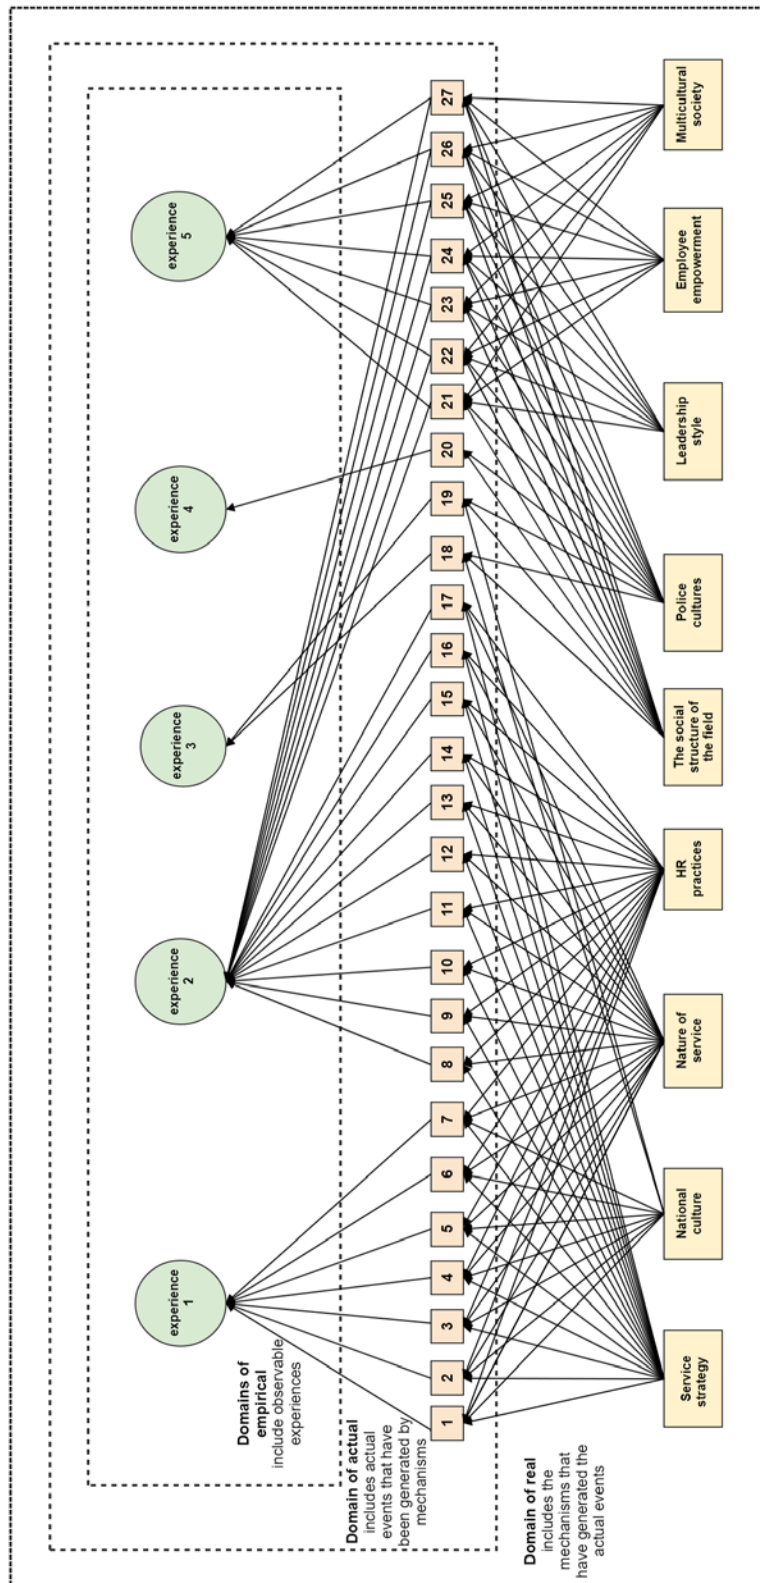 experience
1
experience
2
experience
3
experience
4
experience
5
Domains of
empirical
include observable
experiences
Domain of actual
includes actual
events that have
been generated by
mechanisms
1
2
3
4
5
6
7
8
9
10
11
12
13
14
15
16
17
18
19
20
21
22
23
24
25
26
27
Domain of real
includes the
mechanisms that
have generated the
actual events
Service
strategy
National
culture
Nature of
service
HR
practices
The social
structure of
the field
Police
cultures
Leadership
style
Employee
empowerment
Multicultural
society